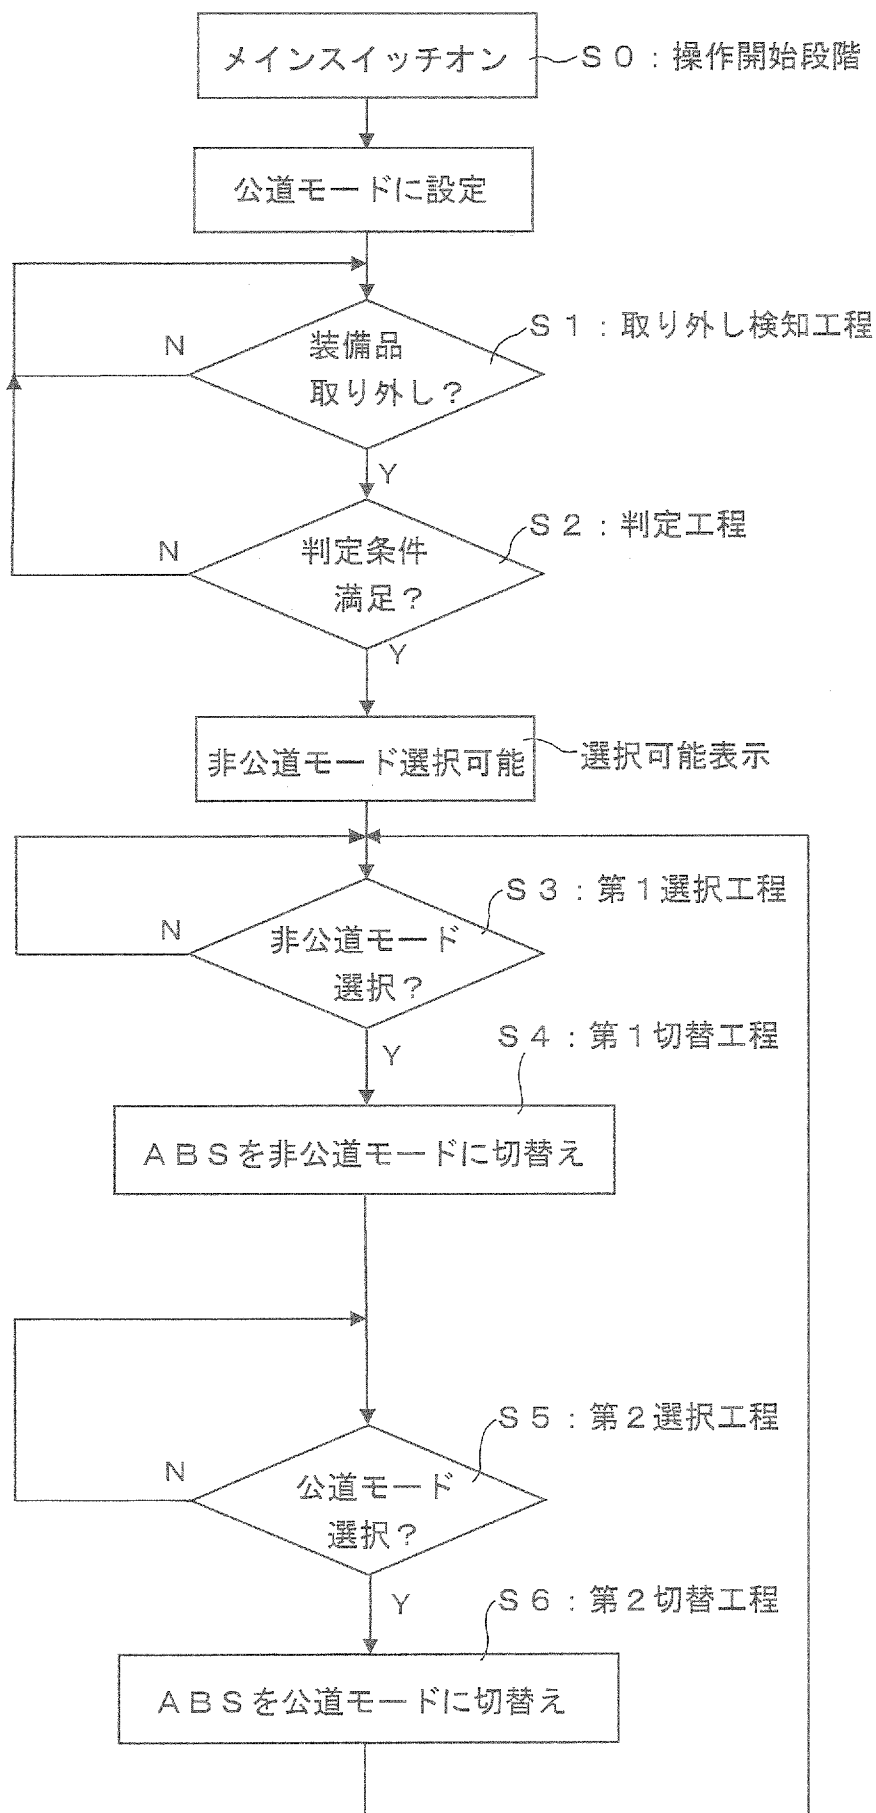 メインスイッチオン
S0：操作開始段階
公道モードに設定
S1：取り外し検知工程
N
装備品
取り外し？
Y
S2：判定工程
N
判定条件
満足？
Y
非公道モード選択可能
選択可能表示
S3：第1選択工程
N
非公道モード
選択？
Y
S4：第1切替工程
ABSを非公道モードに切替え
S5：第2選択工程
N
公道モード
選択？
Y
S6：第2切替工程
ABSを公道モードに切替え